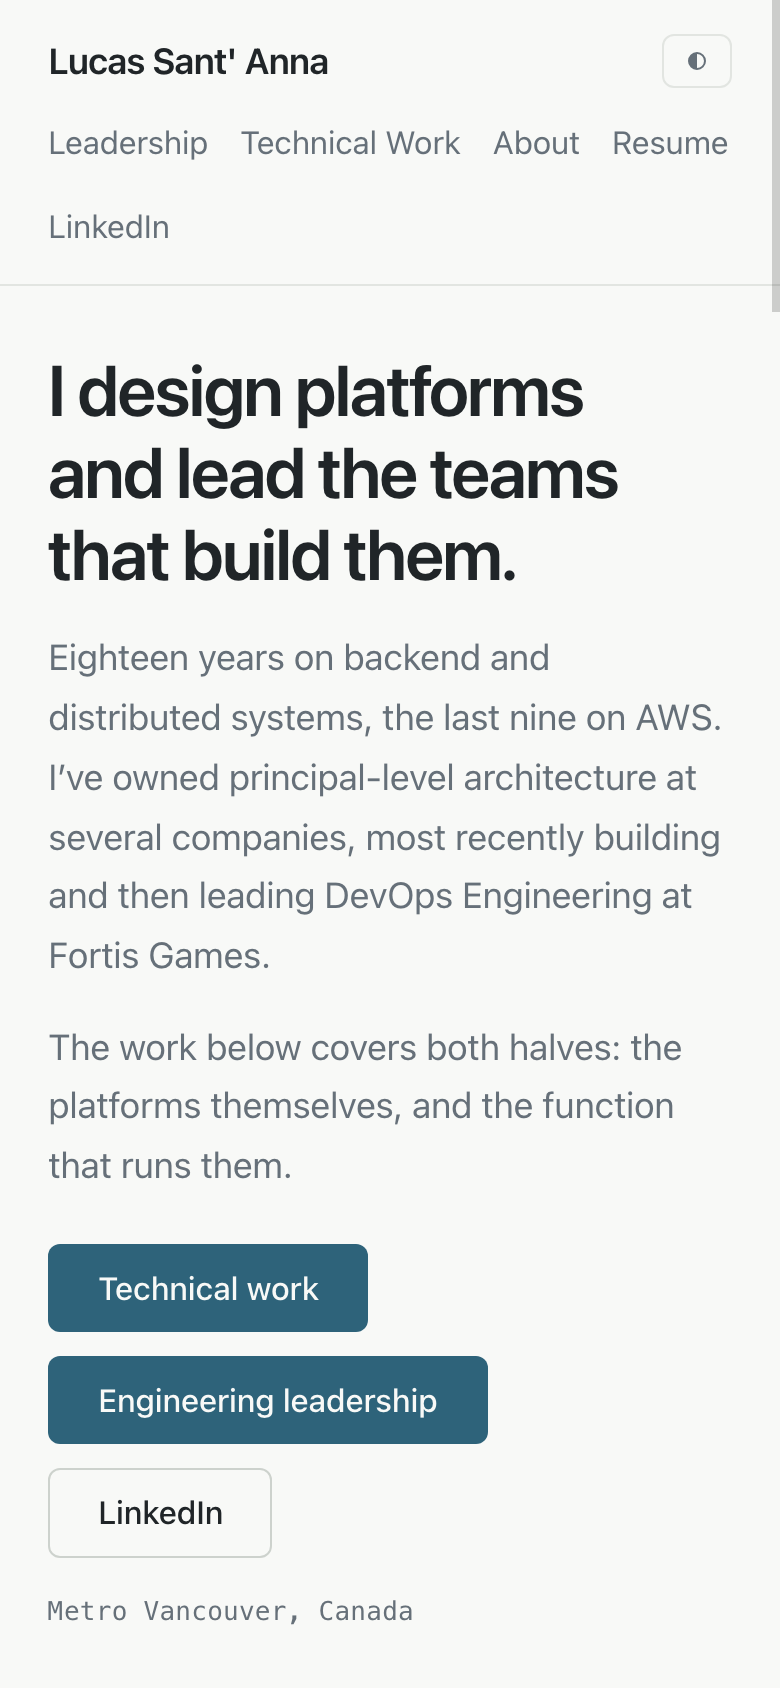 Lucas Sant' Anna
Leadership Technical Work About Resume
LinkedIn
I design platforms
and lead the teams
that build them.
Eighteen years on backend and
distributed systems, the last nine on AWS.
I’ve owned principal-level architecture at
several companies, most recently building
and then leading DevOps Engineering at
Fortis Games.
The work below covers both halves: the
platforms themselves, and the function
that runs them.
Technical work
Engineering leadership
LinkedIn
Metro Vancouver, Canada